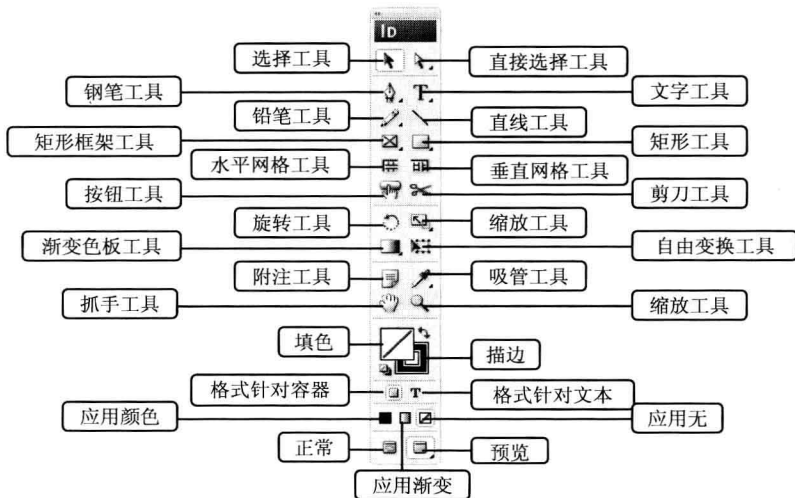 ID
选择工具 直接选择工具
钢笔工具 文字工具
铅笔工具 直线工具
矩形框架工具 矩形工具
水平网格工具 垂直网格工具
按钮工具 剪刀工具
旋转工具 缩放工具
渐变色板工具 自由变换工具
附注工具 吸管工具
抓手工具 缩放工具
填色 描边
格式针对容器 格式针对文本
应用颜色 应用无
正常 预览
应用渐变